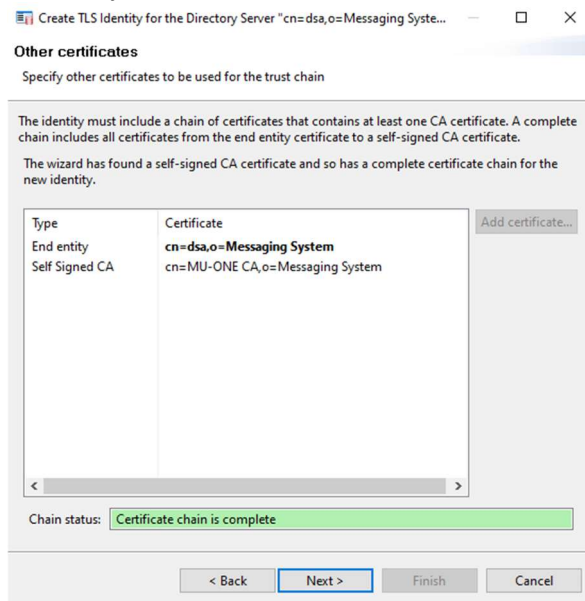 Create TLS Identity for the Directory Server "cn=dsa,o=Messaging Syste...
Other certificates
Specify other certificates to be used for the trust chain
The identity must include a chain of certificates that contains at least one CA certificate. A complete
chain includes all certificates from the end entity certificate to a self-signed CA certificate.
The wizard has found a self-signed CA certificate and so has a complete certificate chain for the
new identity.
Type Certificate Add certificate...
End entity cn=dsa,o=Messaging System
Self Signed CA cn=MU-ONE CA,o=Messaging System
Chain status: Certificate chain is complete
< Back Next > Finish Cancel